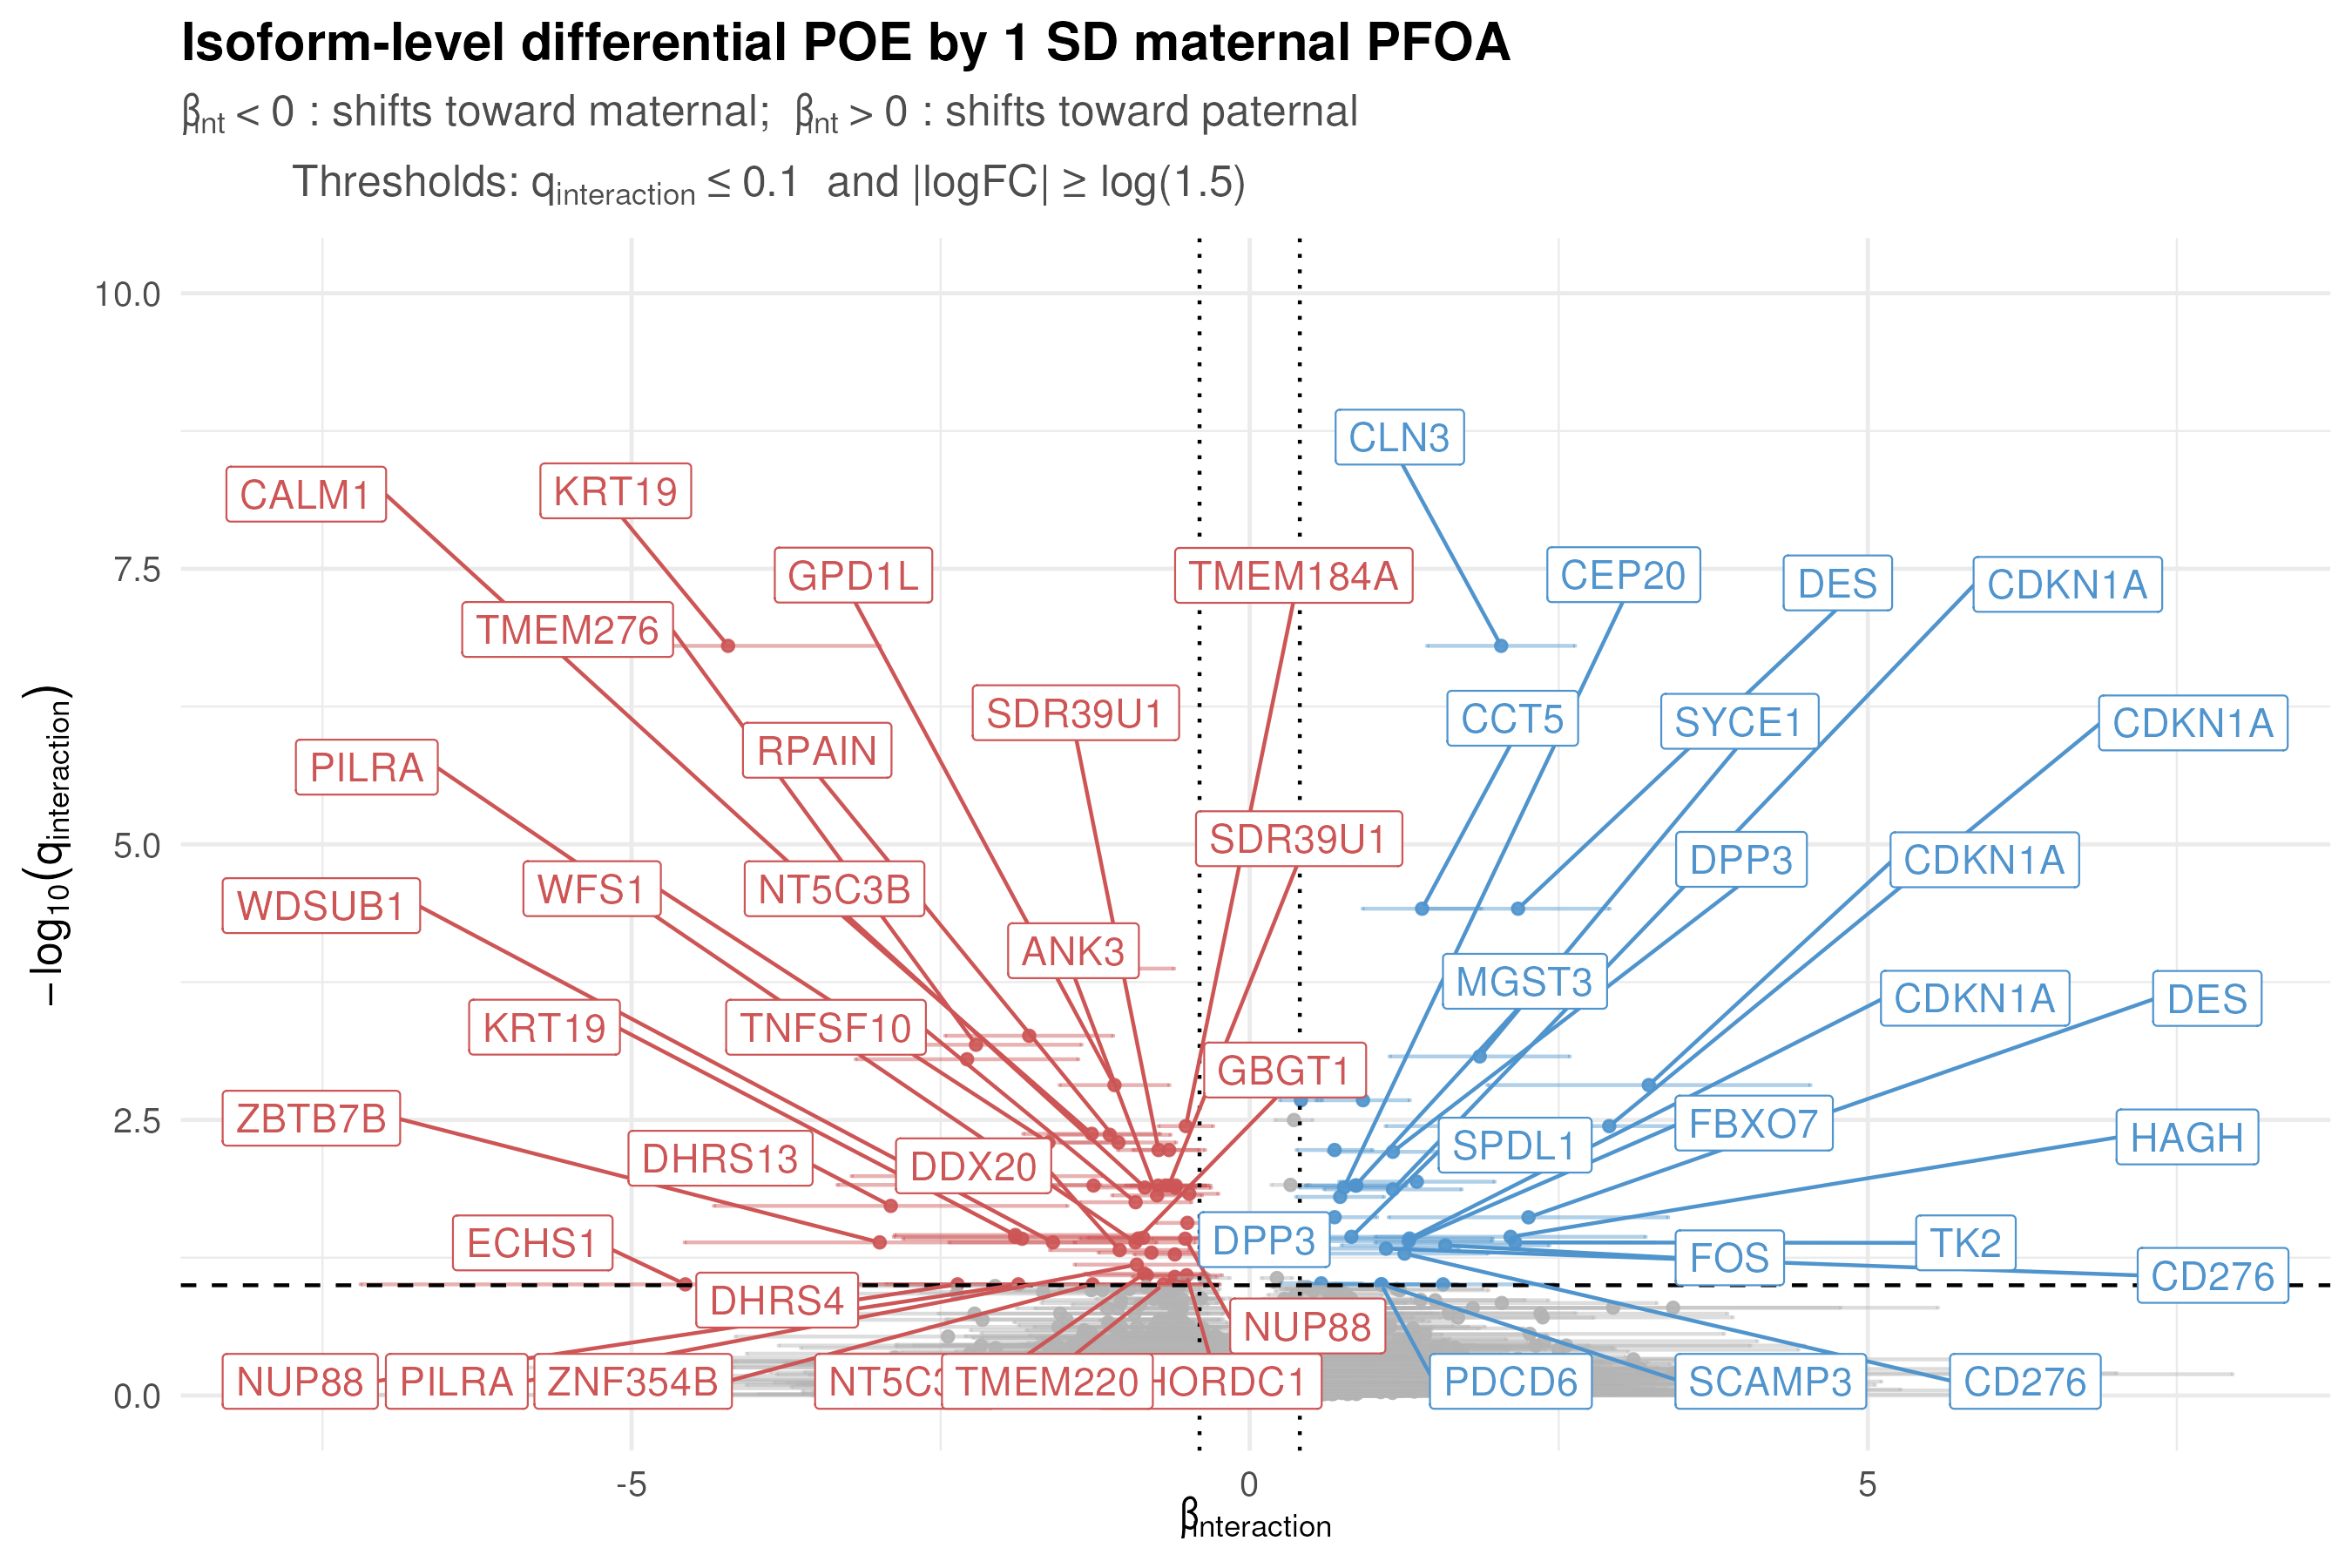 Isoform-level differential POE by 1 SD maternal PFOA
βint < 0 : shifts toward maternal; βint > 0 : shifts toward paternal
Thresholds: qinteraction ≤ 0.1 and |logFC| ≥ log(1.5)
10.0
7.5
5.0
2.5
0.0
−log10(qinteraction)
CLN3
CALM1
KRT19
GPD1L
TMEM184A
CEP20
DES
CDKN1A
TMEM276
SDR39U1
CCT5
SYCE1
CDKN1A
RPAIN
PILRA
SDR39U1
DPP3
CDKN1A
WFS1
NT5C3B
WDSUB1
ANK3
MGST3
CDKN1A
DES
KRT19
TNFSF10
GBGT1
ZBTB7B
FBXO7
HAGH
DHRS13
DDX20
SPDL1
ECHS1
DPP3
FOS
TK2
CD276
DHRS4
NUP88
NUP88
PILRA
ZNF354B
NT5C3
TMEM220
HORDC1
PDCD6
SCAMP3
CD276
-5
0
5
βinteraction